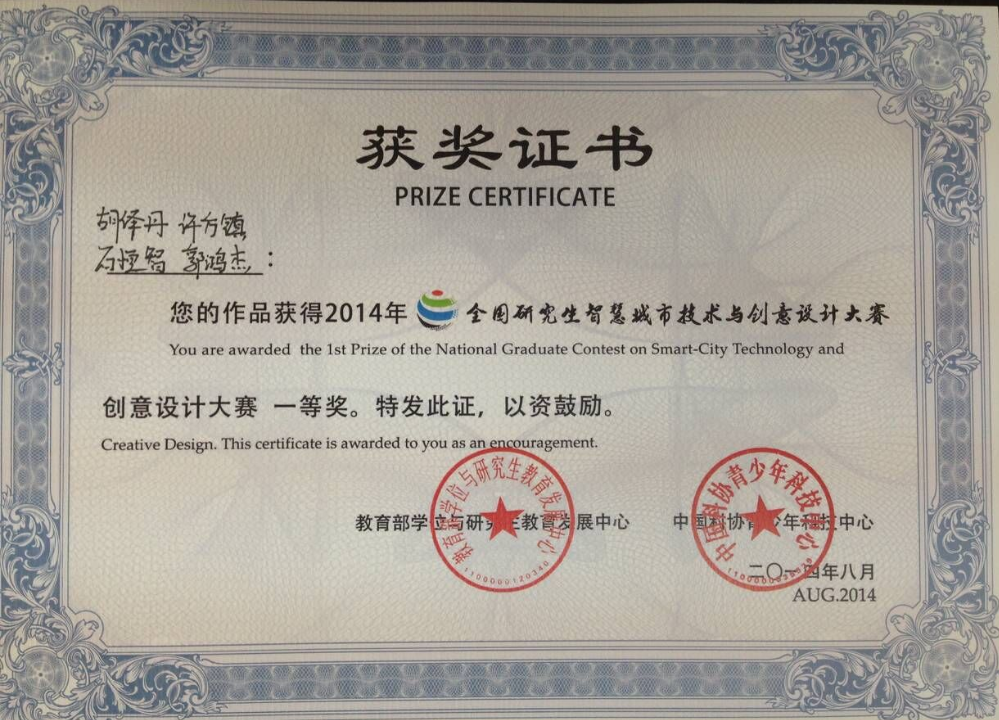 获奖证书
PRIZE CERTIFICATE
胡泽丹 许方镇
石恒智 郭鸿杰：
您的作品获得2014年 全国研究生智慧城市技术与创意设计大赛
You are awarded the 1st Prize of the National Graduate Contest on Smart-City Technology and
创意设计大赛 一等奖。特发此证，以资鼓励。
Creative Design. This certificate is awarded to you as an encouragement.
教育部学位与研究生教育发展中心
1100000120340
教育部学位与研究生教育发展中心 中国科协青少年科技中心
中国科协青少年科技中心
二〇一四年八月
AUG.2014